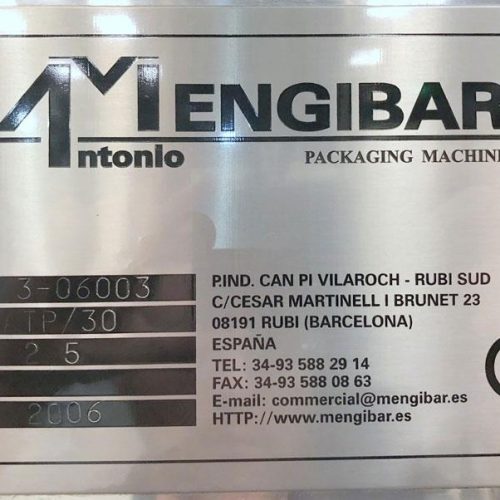 MENGIBAR
Antonio
PACKAGING MACHINE
3-06003
TP/30
2 5
2006
P.IND. CAN PI VILAROCH - RUBI SUD
C/CESAR MARTINELL I BRUNET 23
08191 RUBI (BARCELONA)
ESPAÑA
TEL: 34-93 588 29 14
FAX: 34-93 588 08 63
E-mail: commercial@mengibar.es
HTTP://www.mengibar.es